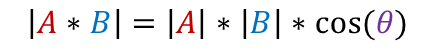 |A * B| = |A| * |B| * cos(θ)